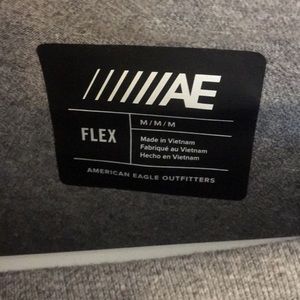 //////AE
FLEX
M / M / M
Made in Vietnam
Fabriqué au Vietnam
Hecho en Vietnam
AMERICAN EAGLE OUTFITTERS